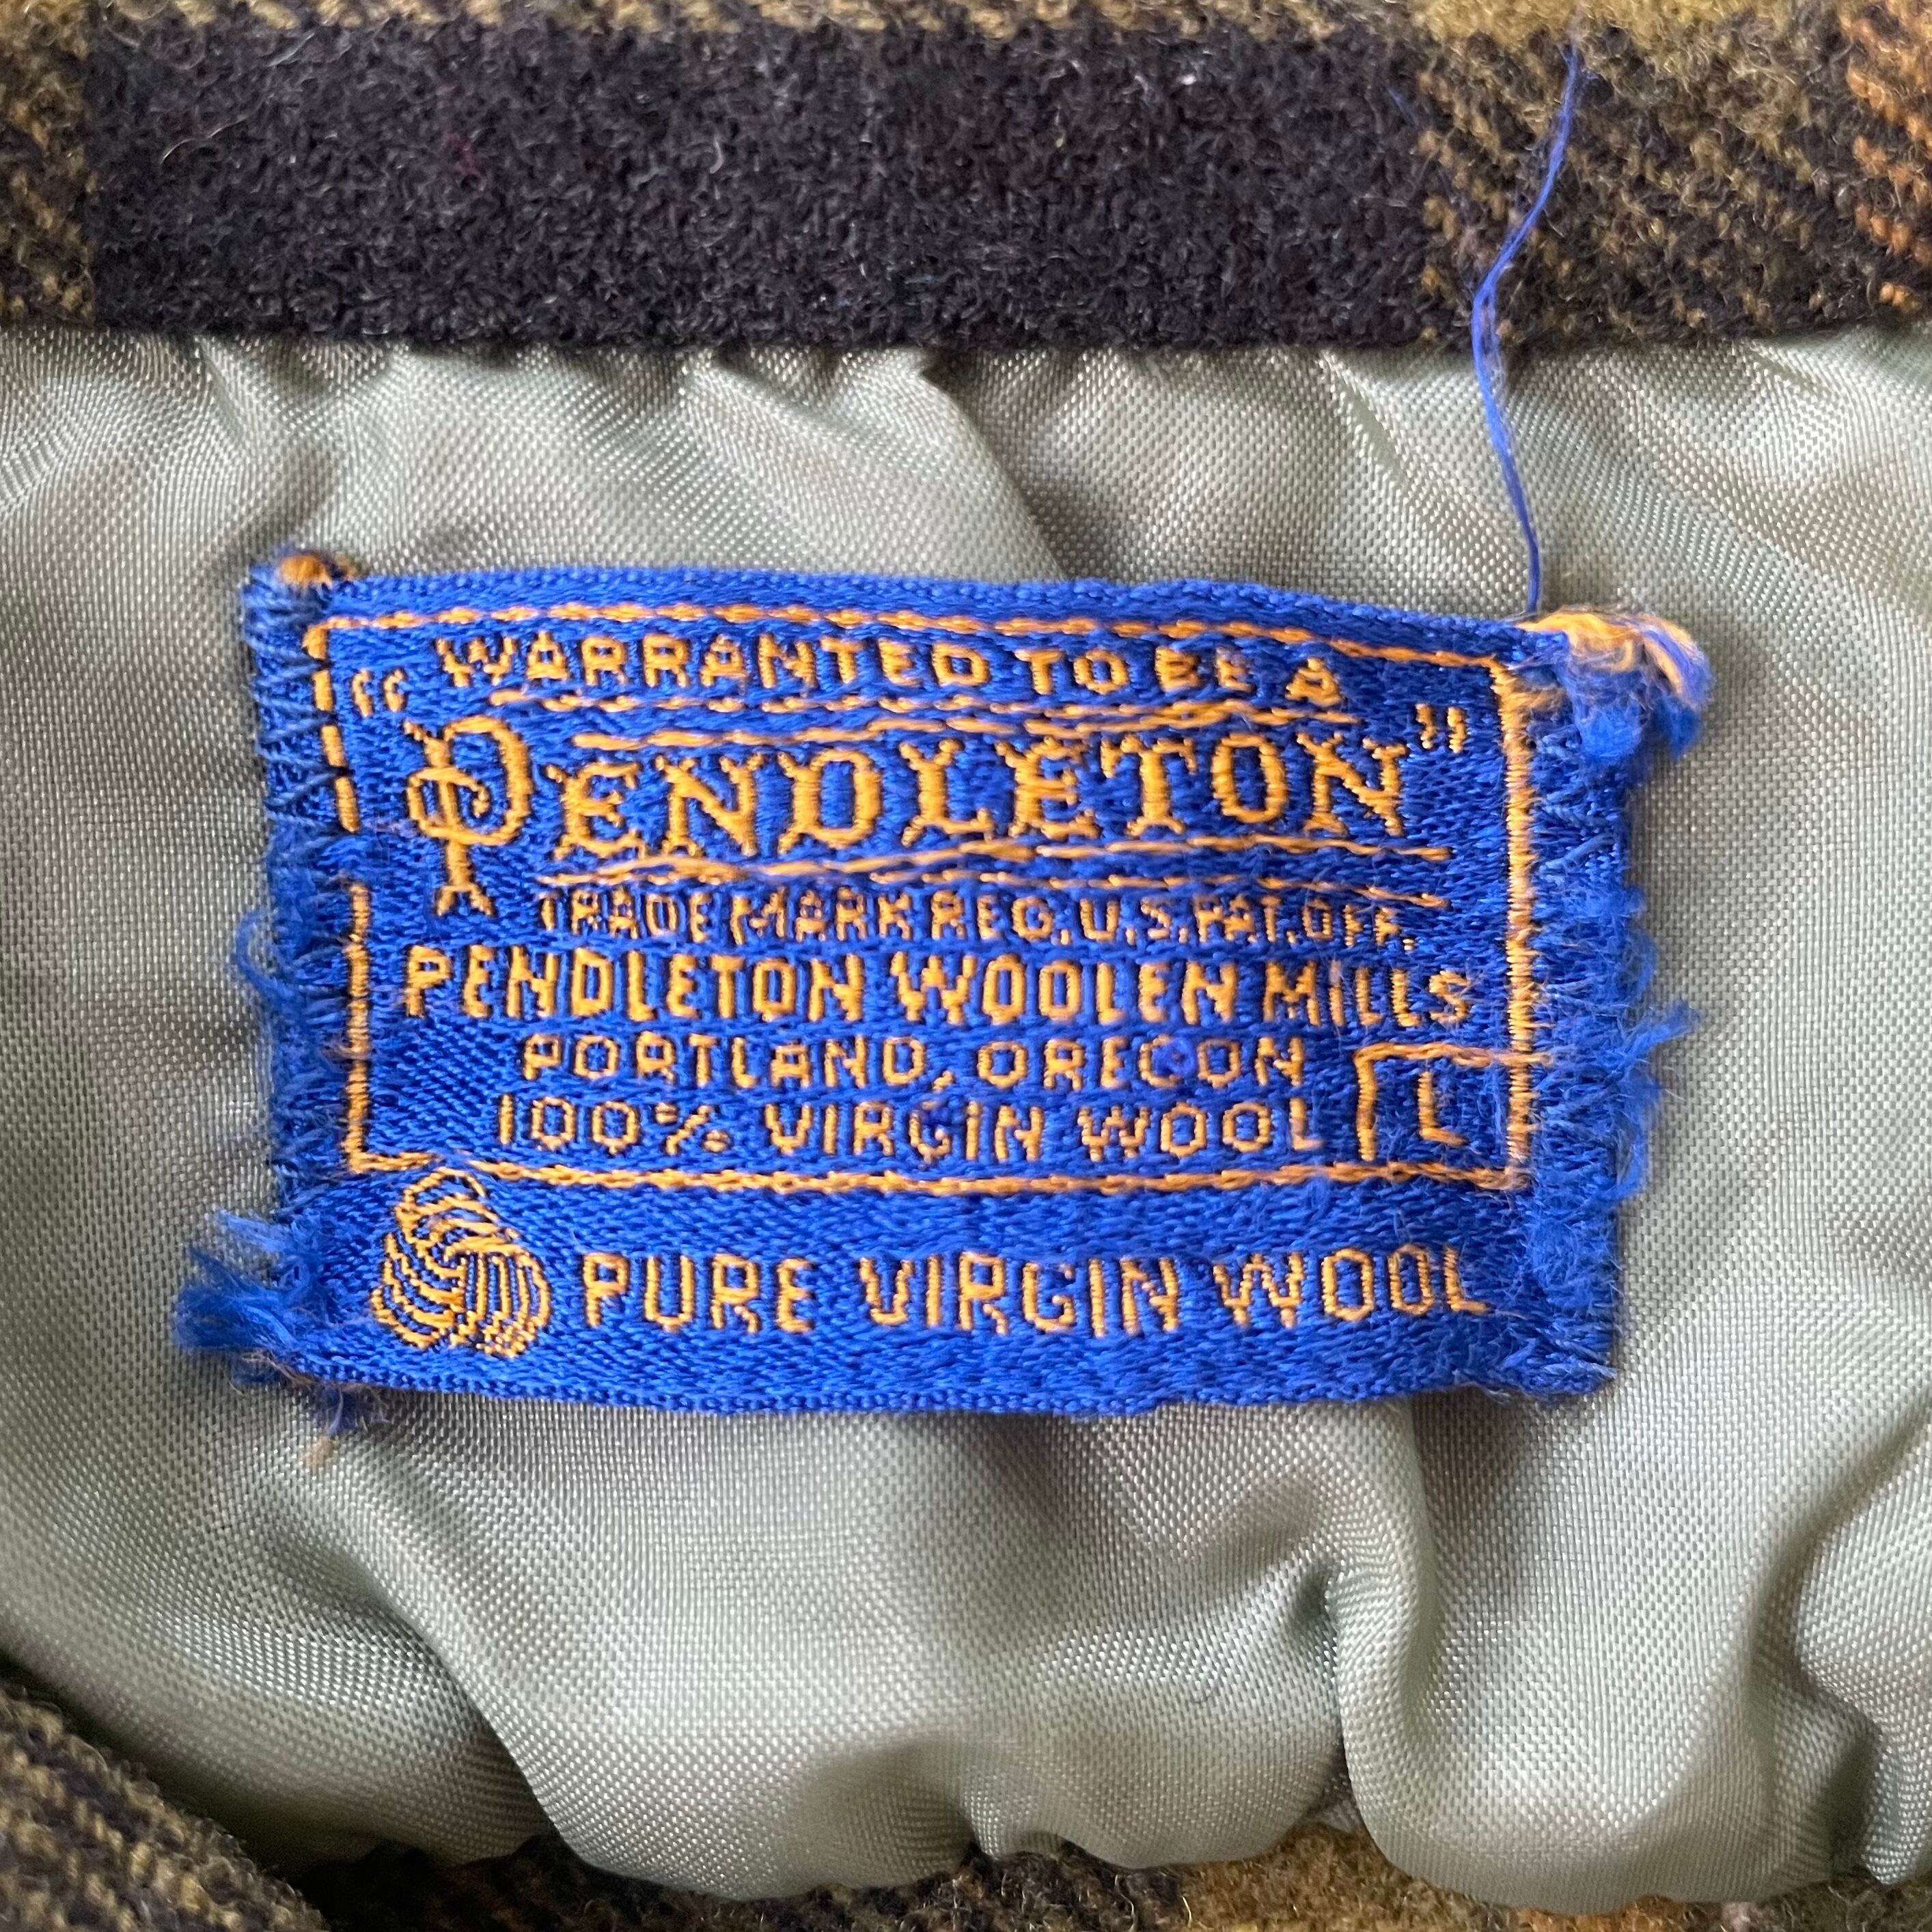 WARRANTED TO BE A
"PENDLETON"
TRADE MARK REG. U.S. PAT. OFF.
PENDLETON WOOLEN MILLS
PORTLAND, OREGON
100% VIRGIN WOOL L
PURE VIRGIN WOOL